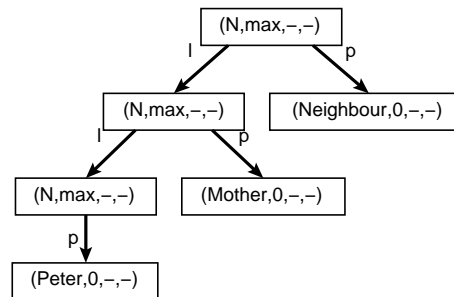 (N,max,−,−)
l p
(N,max,−,−) (Neighbour,0,−,−)
l p
(N,max,−,−) (Mother,0,−,−)
p
(Peter,0,−,−)